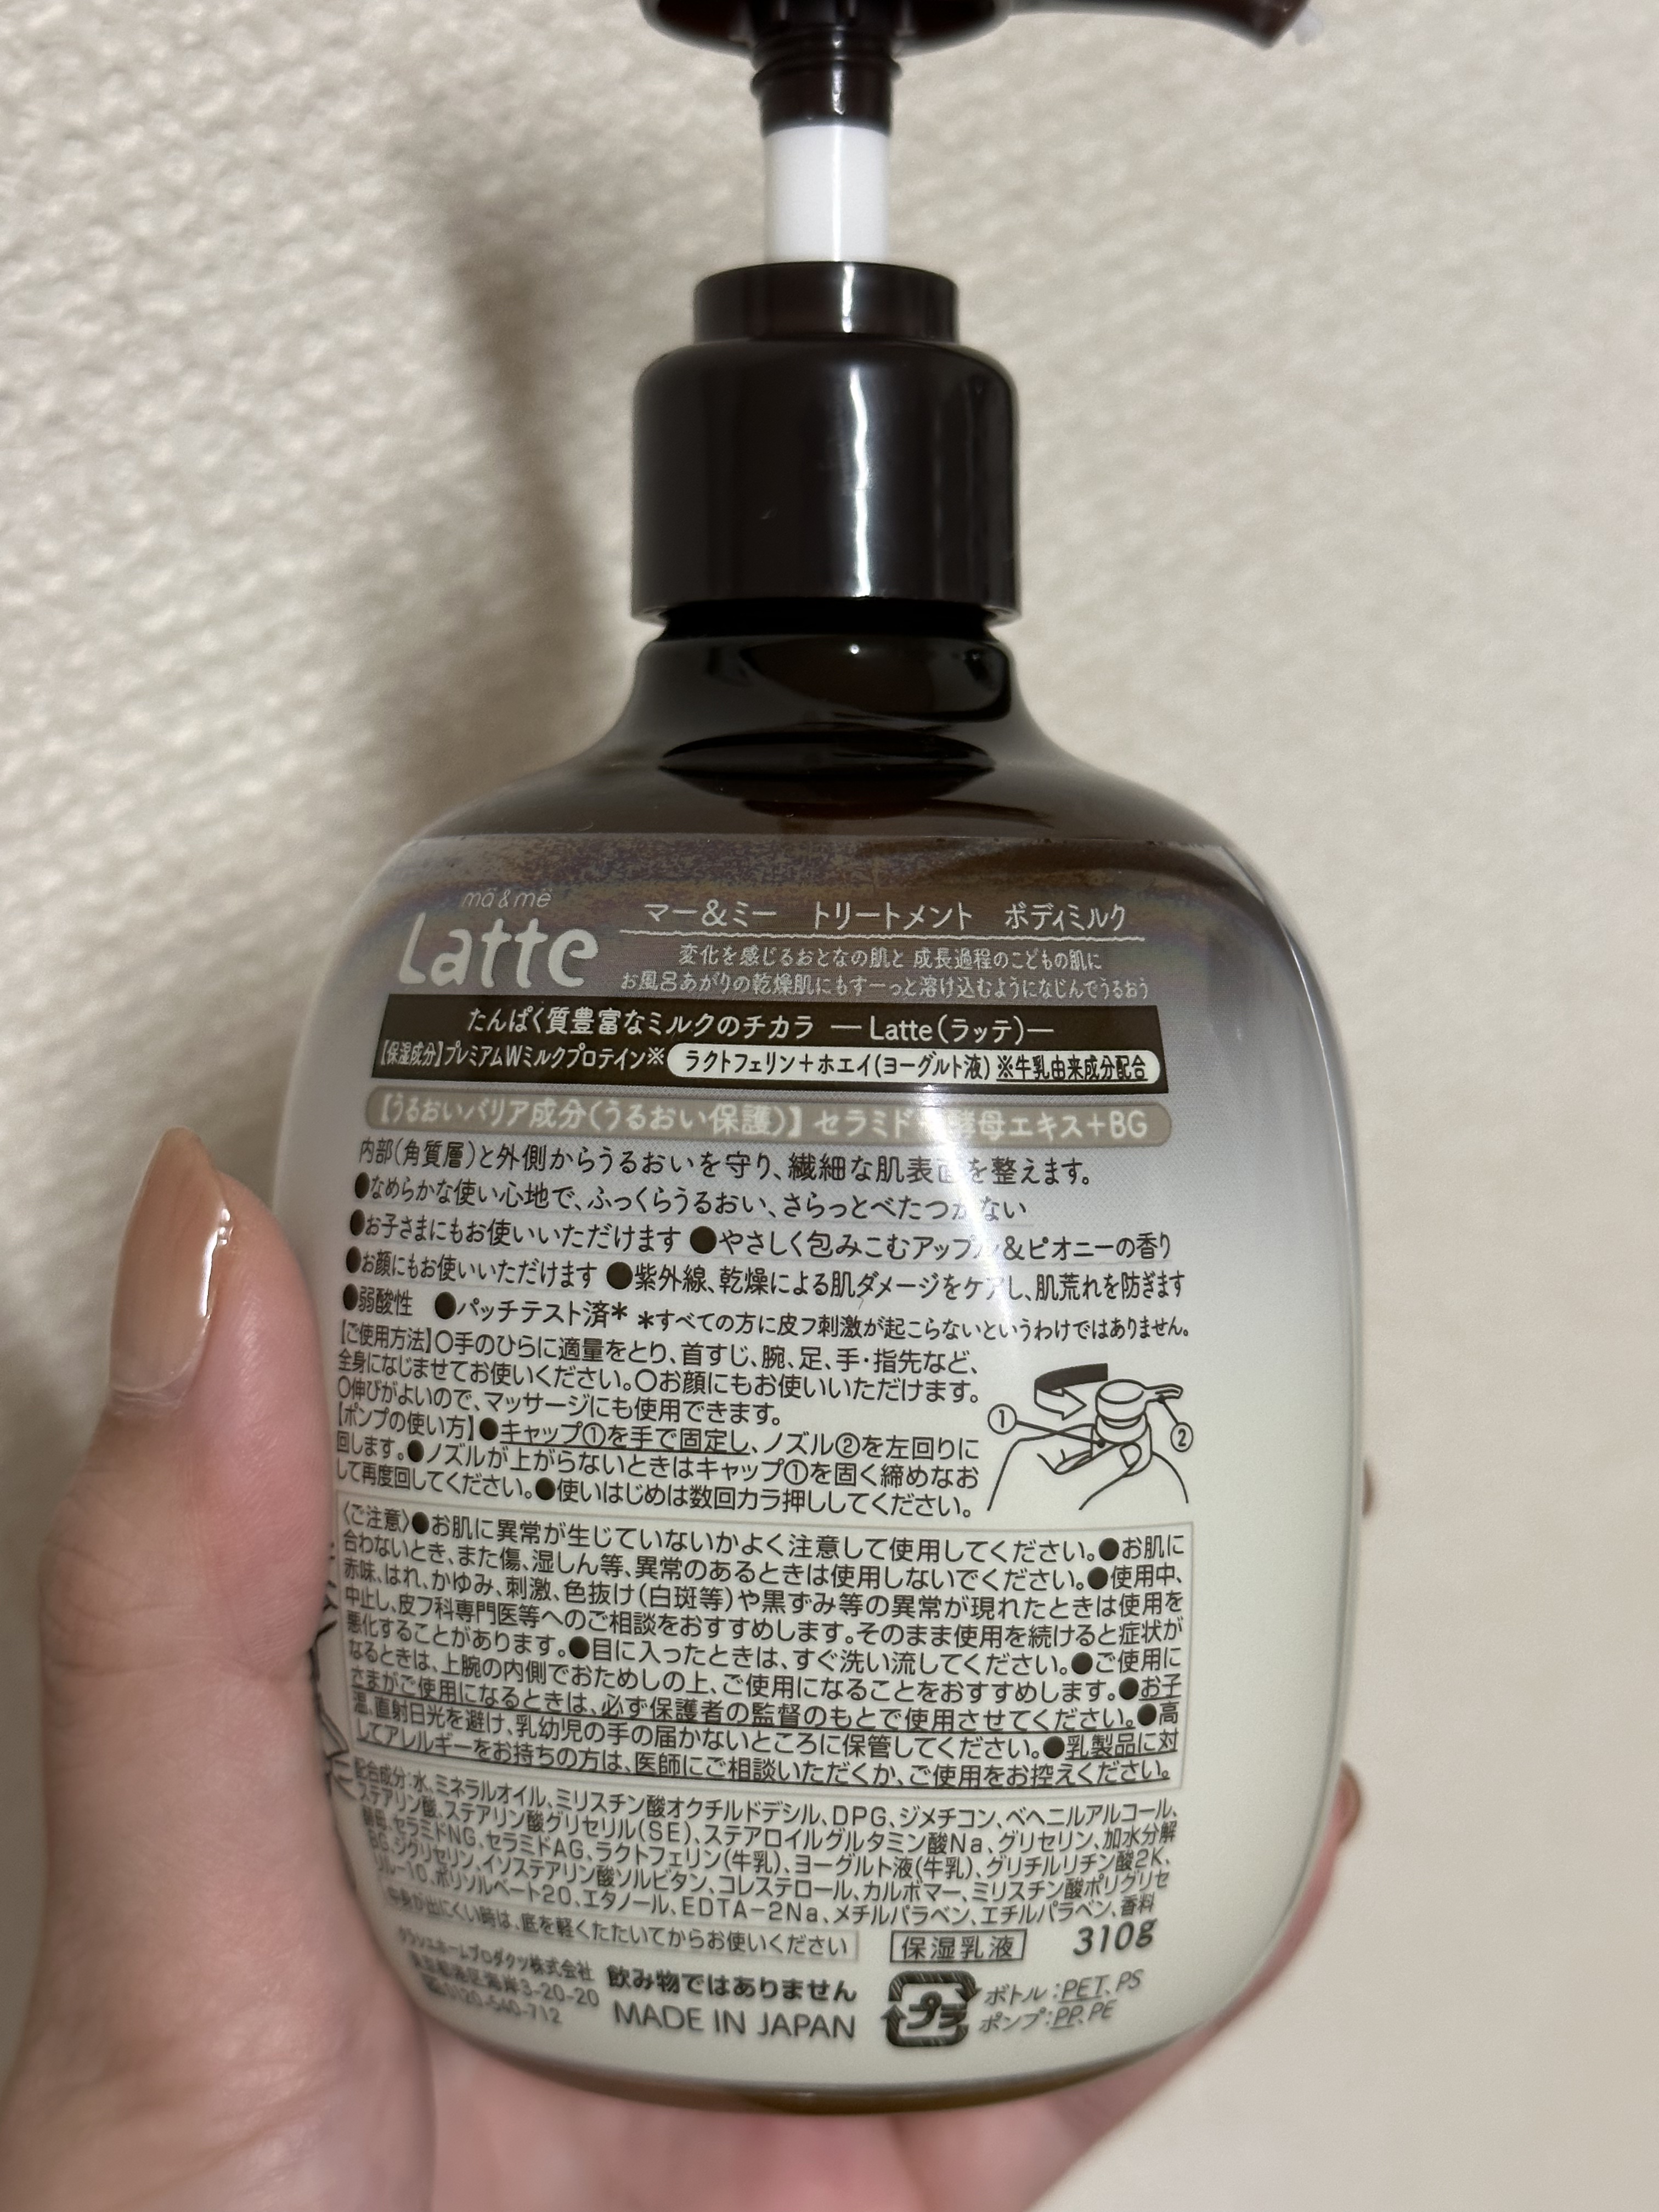 mä&më
Latte
マー&ミー トリートメント ボディミルク
変化を感じるおとなの肌と 成長過程のこどもの肌に
お風呂あがりの乾燥肌にもすーっと溶け込むようになじんでうるおう
たんぱく質豊富なミルクのチカラ ―Latte(ラッテ)―
【保湿成分】プレミアムWミルクプロテイン※ ラクトフェリン+ホエイ(ヨーグルト液) ※牛乳由来成分配合
【うるおいバリア成分(うるおい保護)】セラミド+酵母エキス+BG
内部(角質層)と外側からうるおいを守り、繊細な肌表面を整えます。
●なめらかな使い心地で、ふっくらうるおい、さらっとべたつかない
●お子さまにもお使いいただけます ●やさしく包みこむアップル&ピオニーの香り
●お顔にもお使いいただけます ●紫外線、乾燥による肌ダメージをケアし、肌荒れを防ぎます
●弱酸性 ●パッチテスト済* *すべての方に皮フ刺激が起こらないというわけではありません。
【ご使用方法】○手のひらに適量をとり、首すじ、腕、足、手・指先など、
全身になじませてお使いください。○お顔にもお使いいただけます。
○伸びがよいので、マッサージにも使用できます。
【ポンプの使い方】●キャップ①を手で固定し、ノズル②を左回りに
回します。●ノズルが上がらないときはキャップ①を固く締めなお
して再度回してください。●使いはじめは数回カラ押ししてください。
① ②
〈ご注意〉●お肌に異常が生じていないかよく注意して使用してください。●お肌に
合わないとき、また傷、湿しん等、異常のあるときは使用しないでください。●使用中、
赤味、はれ、かゆみ、刺激、色抜け(白斑等)や黒ずみ等の異常が現れたときは使用を
中止し、皮フ科専門医等へのご相談をおすすめします。そのまま使用を続けると症状が
悪化することがあります。●目に入ったときは、すぐ洗い流してください。●ご使用に
なるときは、上腕の内側でおためしの上、ご使用になることをおすすめします。●お子
さまがご使用になるときは、必ず保護者の監督のもとで使用させてください。●高
温、直射日光を避け、乳幼児の手の届かないところに保管してください。●乳製品に対
してアレルギーをお持ちの方は、医師にご相談いただくか、ご使用をお控えください。
配合成分:水、ミネラルオイル、ミリスチン酸オクチルドデシル、DPG、ジメチコン、ベヘニルアルコール、
ステアリン酸、ステアリン酸グリセリル(SE)、ステアロイルグルタミン酸Na、グリセリン、加水分解
酵母、セラミドNG、セラミドAG、ラクトフェリン(牛乳)、ヨーグルト液(牛乳)、グリチルリチン酸2K、
BG、ジグリセリン、イソステアリン酸ソルビタン、コレステロール、カルボマー、ミリスチン酸ポリグリセ
リル-10、ポリソルベート20、エタノール、EDTA-2Na、メチルパラベン、エチルパラベン、香料
中身が出にくい時は、底を軽くたたいてからお使いください
保湿乳液 310g
クラシエホームプロダクツ株式会社
東京都港区海岸3-20-20
☎0120-540-712
飲み物ではありません
MADE IN JAPAN
プラ
ボトル:PET、PS
ポンプ:PP、PE